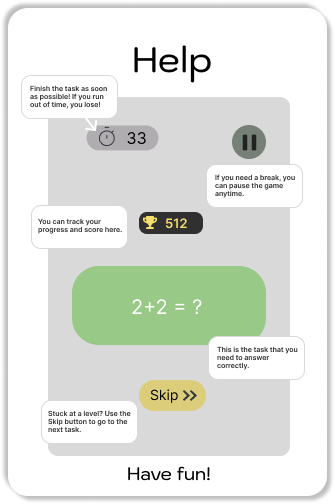 Help
Finish the task as soon
as possible! If you run
out of time, you lose!
33
If you need a break, you
can pause the game
anytime.
You can track your
progress and score here.
512
2+2 = ?
This is the task that you
need to answer
correctly.
Skip
Stuck at a level? Use the
Skip button to go to the
next task.
Have fun!